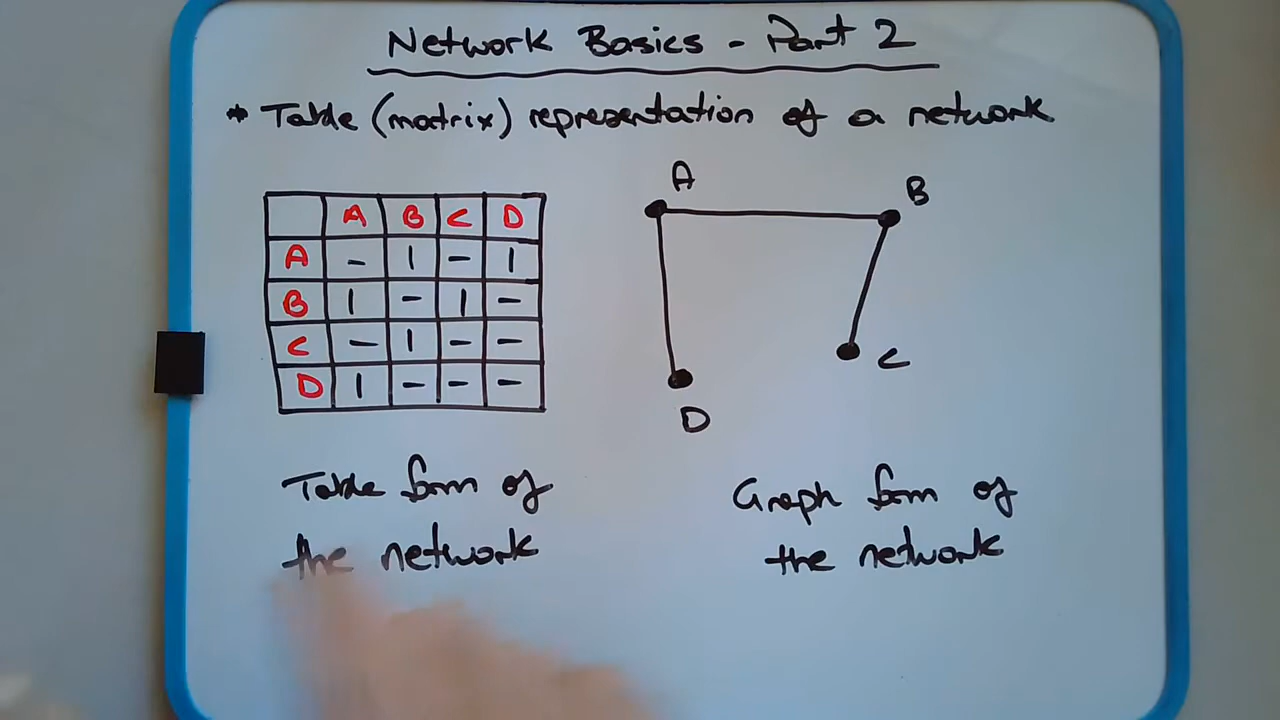 Network Basics - Part 2
* Table (matrix) representation of a network
A B C D
A - 1 - 1
B 1 - 1 -
C - 1 - -
D 1 - - -
A
B
C
D
Table form of
the network
Graph form of
the network